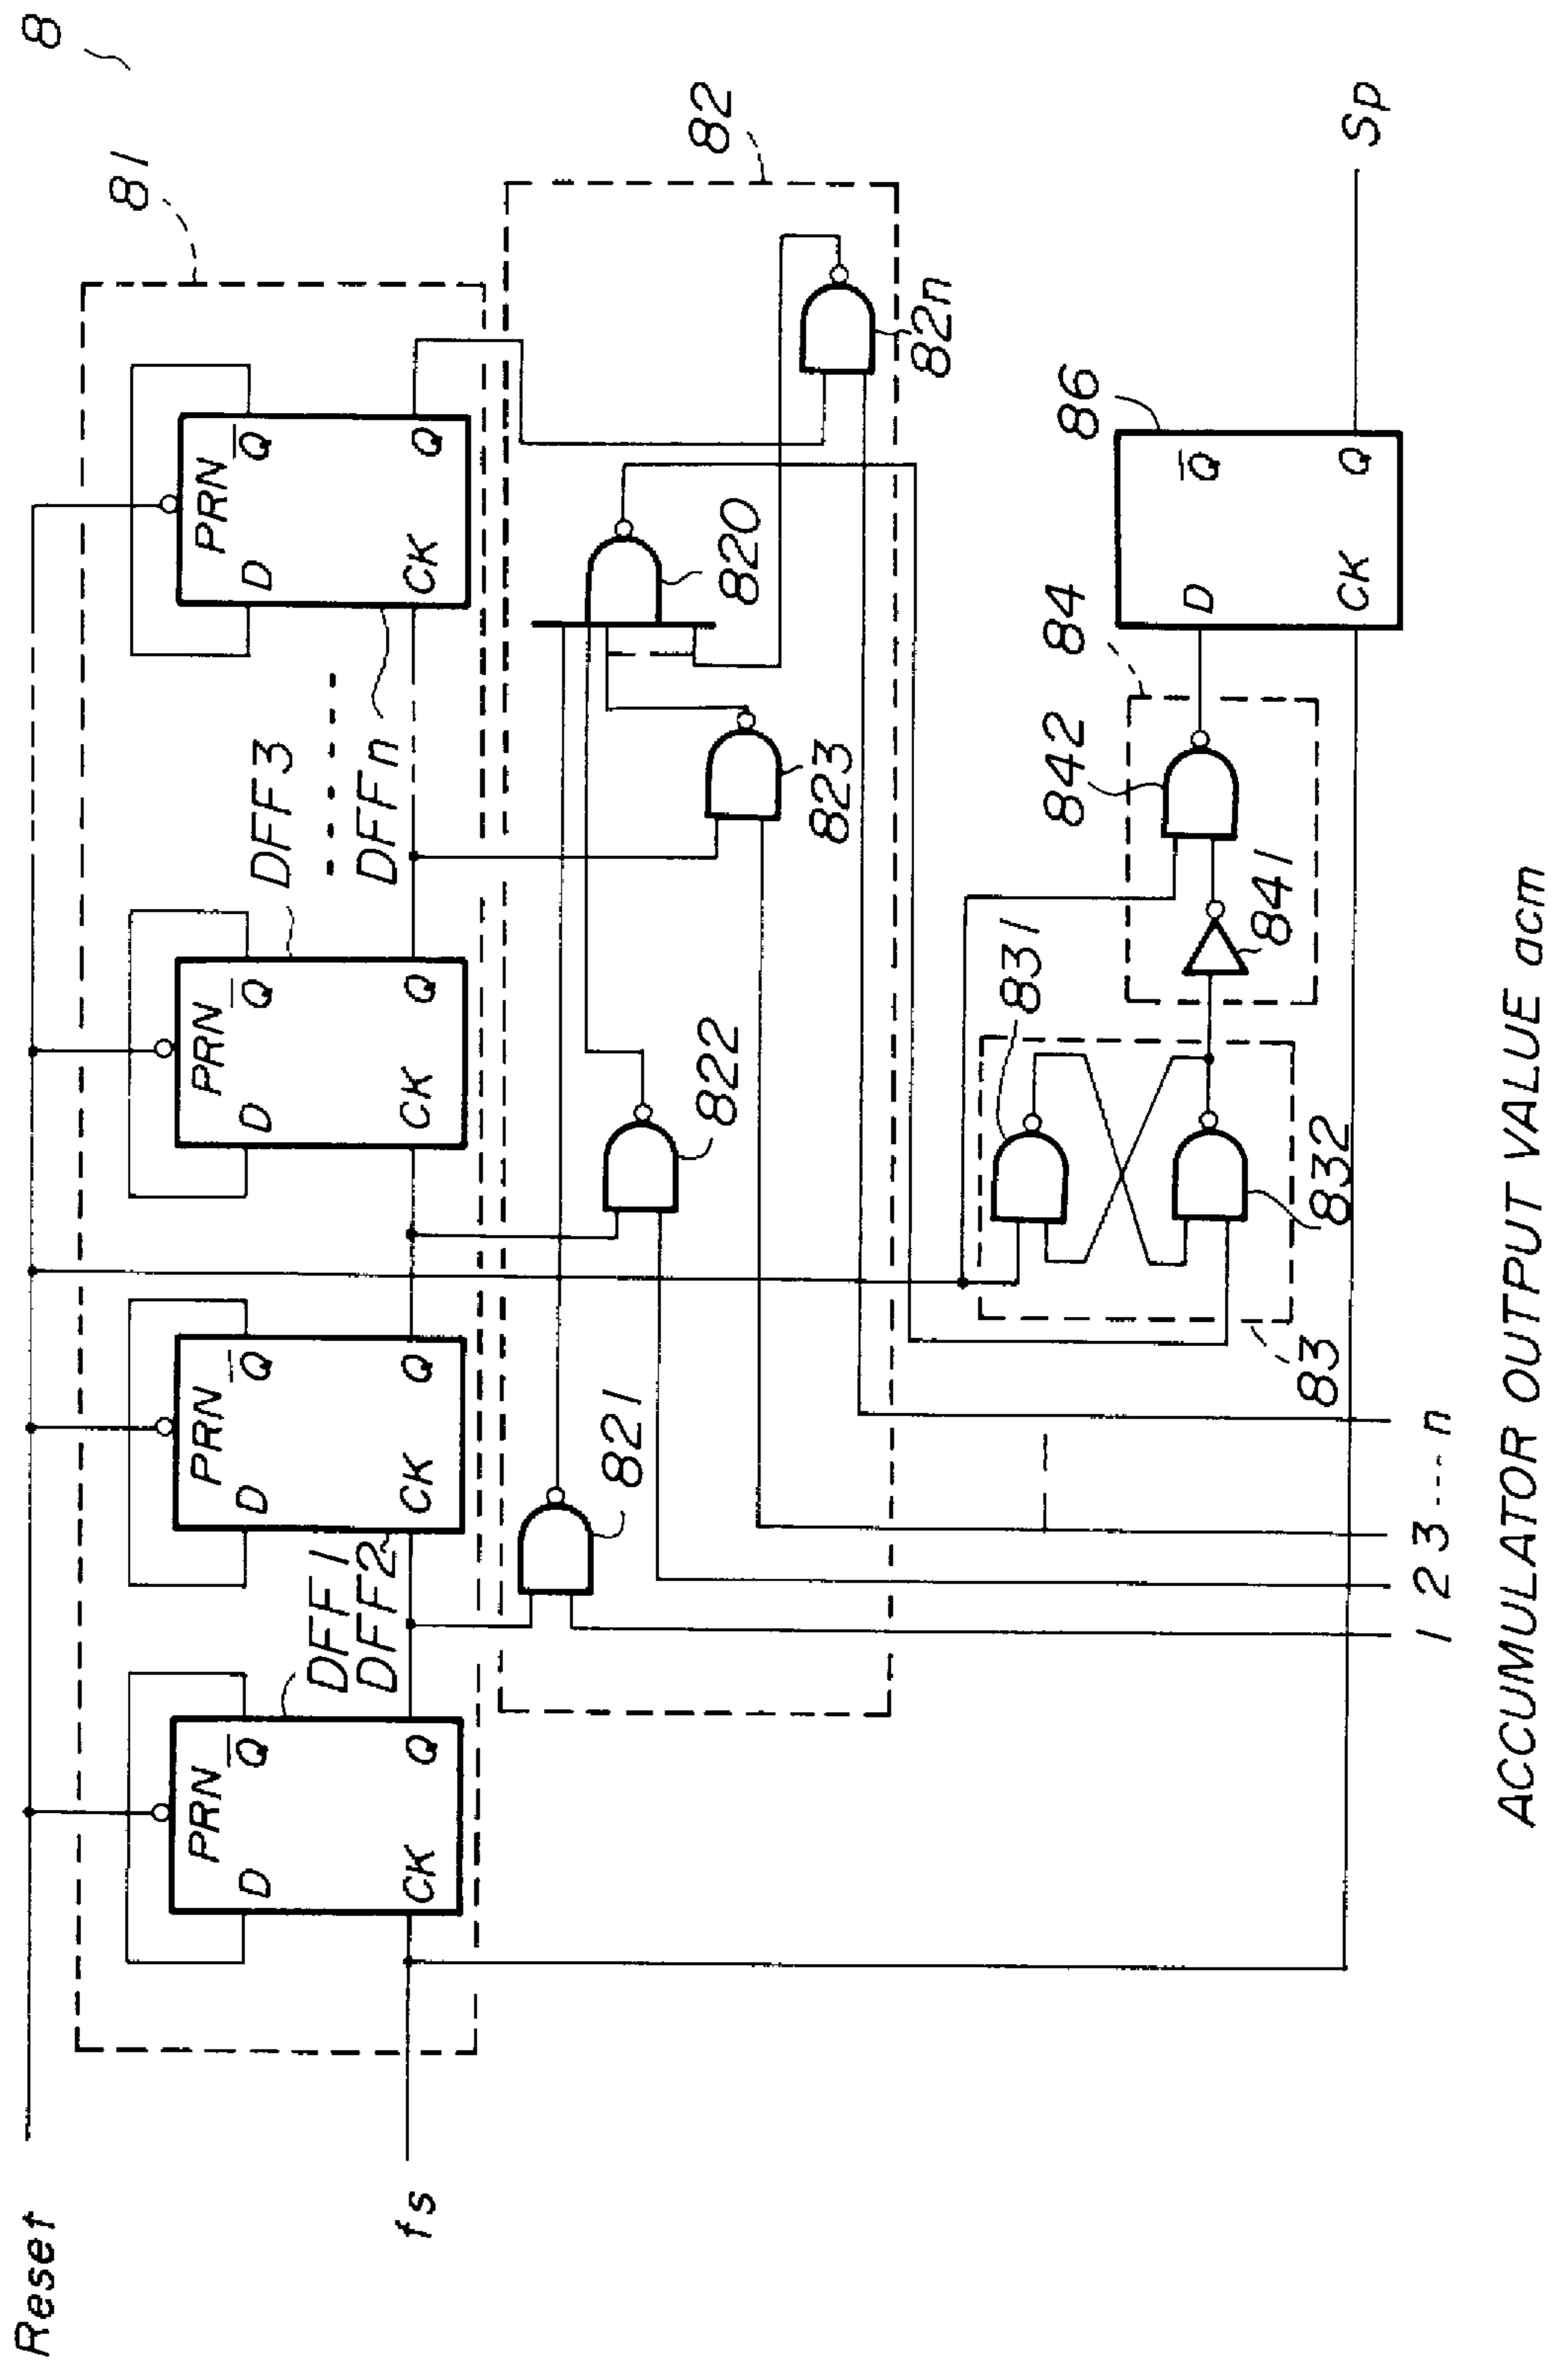 8
81
Reset
PRN
D
Q
CK
Q
PRN
D
Q
CK
Q
PRN
D
Q
CK
Q
PRN
D
Q
CK
Q
DFF1
DFF2
DFF3
DFFn
fs
82
821
822
823
820
82n
831
832
83
841
842
84
86
D
Q
CK
Q
Sp
1 2 3 ---- n
ACCUMULATOR OUTPUT VALUE acm